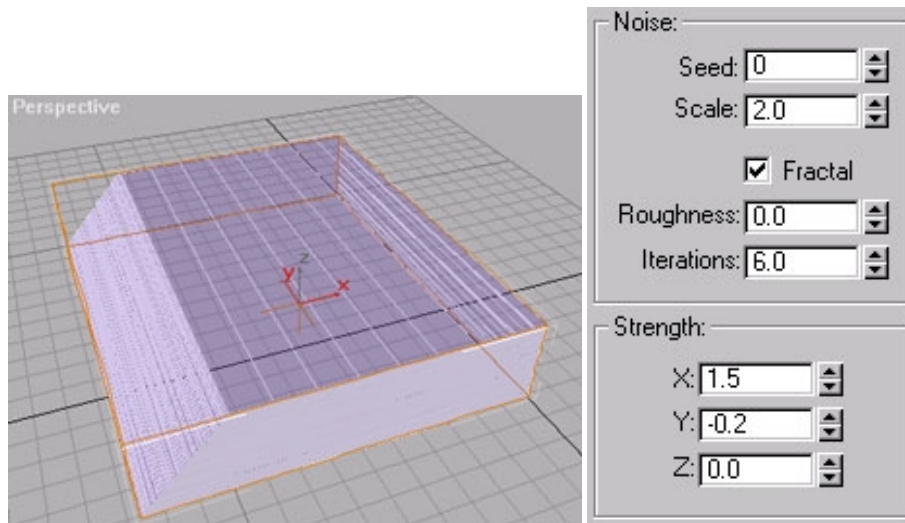 Perspective
z
y
x
Noise:
Seed: 0
Scale: 2.0
Fractal
Roughness: 0.0
Iterations: 6.0
Strength:
X: 1.5
Y: -0.2
Z: 0.0